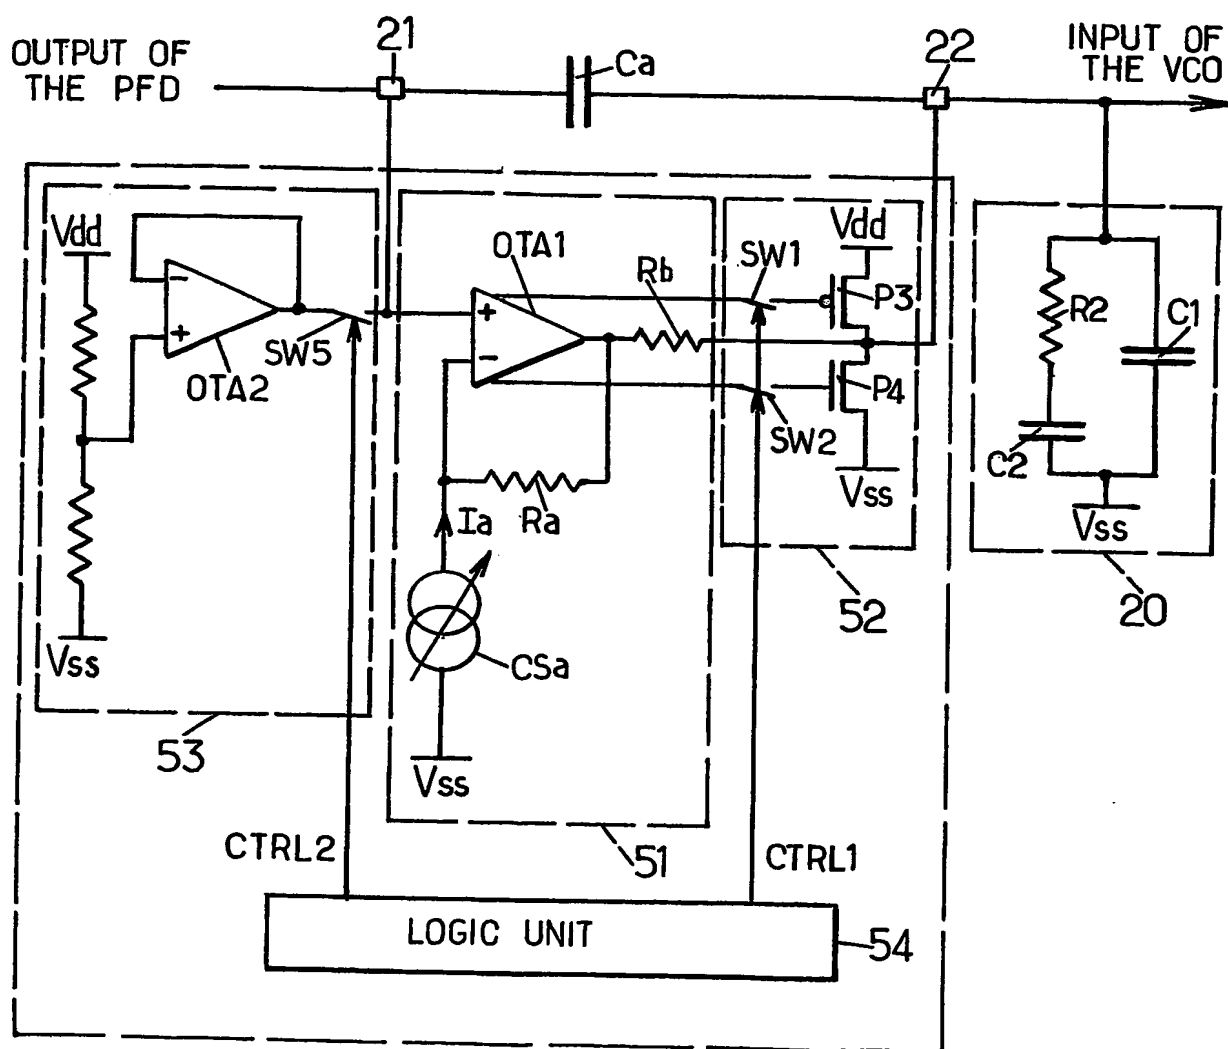 OUTPUT OF
THE PFD
21
Ca
22
INPUT OF
THE VCO
Vdd
-
+
OTA2
SW5
Vss
53
OTA1
+
-
Rb
Ia
Ra
CSa
Vss
51
SW1
SW2
Vdd
P3
P4
Vss
52
R2
C1
C2
Vss
20
CTRL2
CTRL1
LOGIC UNIT
54